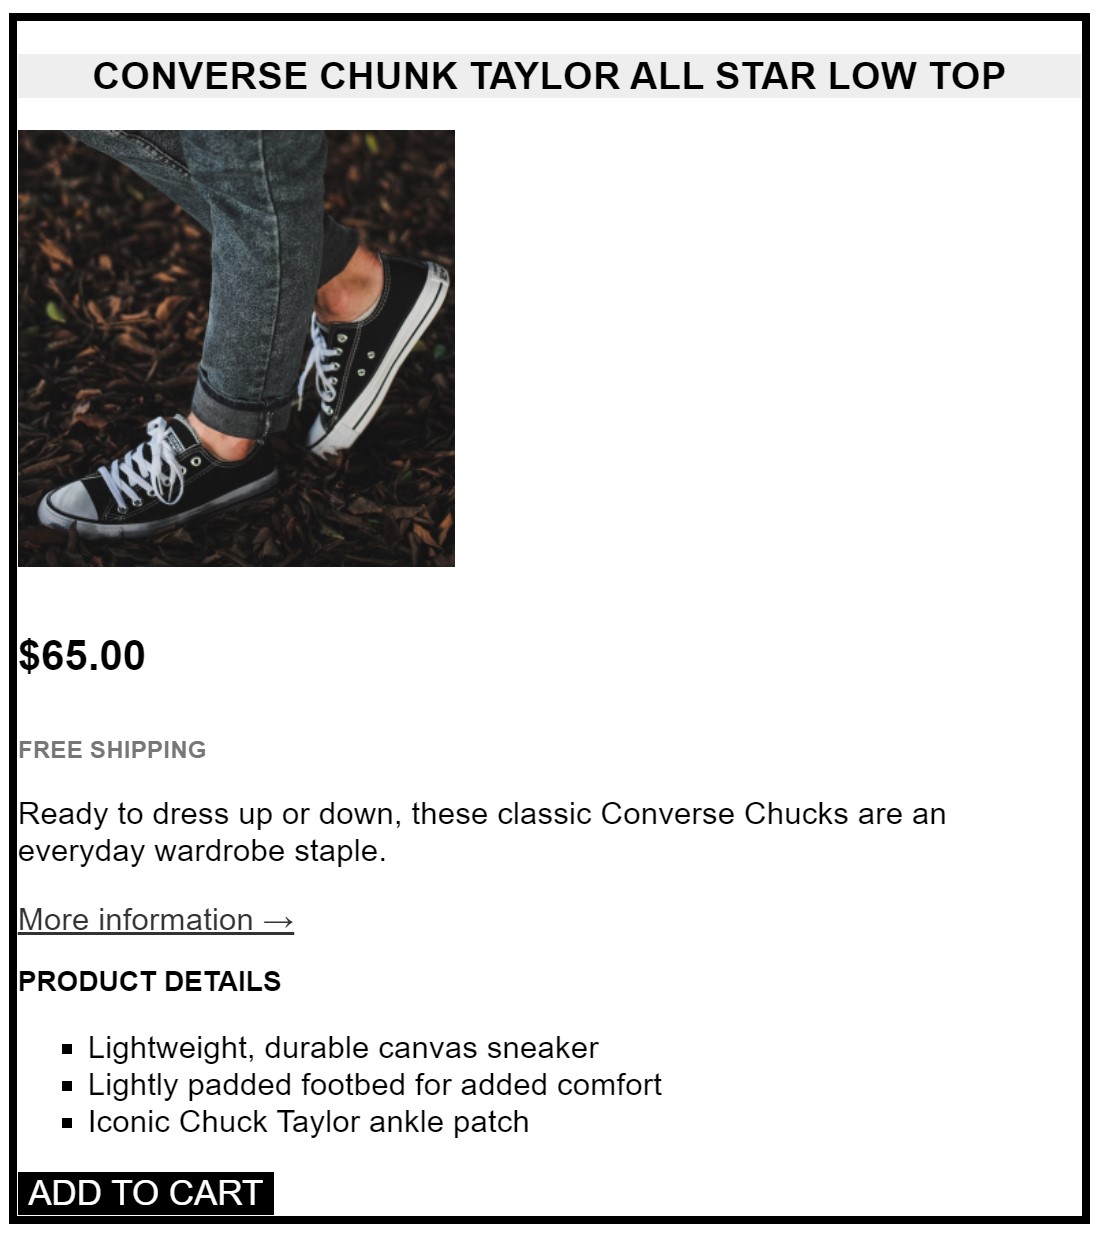 CONVERSE CHUNK TAYLOR ALL STAR LOW TOP
$65.00
FREE SHIPPING
Ready to dress up or down, these classic Converse Chucks are an
everyday wardrobe staple.
More information →
PRODUCT DETAILS
▪ Lightweight, durable canvas sneaker
▪ Lightly padded footbed for added comfort
▪ Iconic Chuck Taylor ankle patch
ADD TO CART